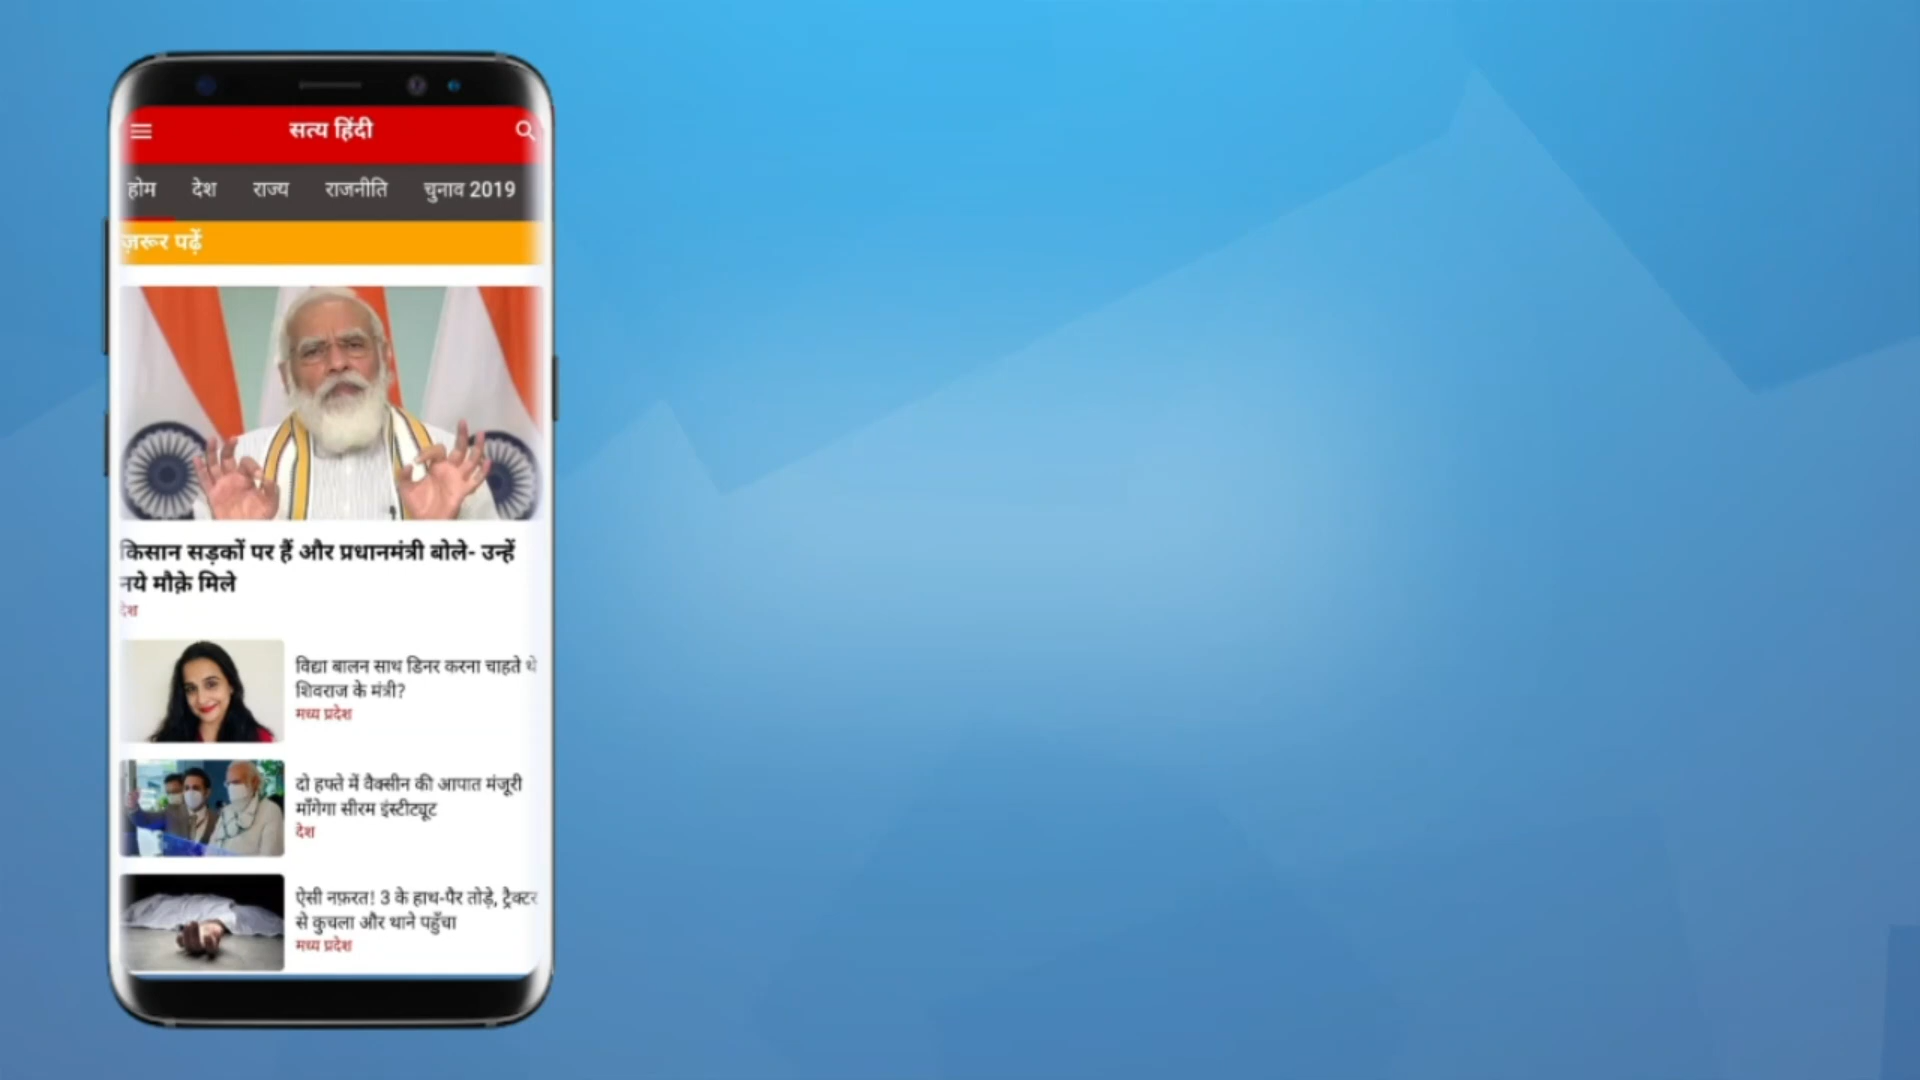 सत्य हिंदी
होम देश राज्य राजनीति चुनाव 2019
ज़रूर पढ़ें
किसान सड़कों पर हैं और प्रधानमंत्री बोले- उन्हें
नये मौक़े मिले
देश
विद्या बालन साथ डिनर करना चाहते थे
शिवराज के मंत्री?
मध्य प्रदेश
दो हफ्ते में वैक्सीन की आपात मंजूरी
माँगेगा सीरम इंस्टीट्यूट
देश
ऐसी नफ़रत! 3 के हाथ-पैर तोड़े, ट्रैक्टर
से कुचला और थाने पहुँचा
मध्य प्रदेश